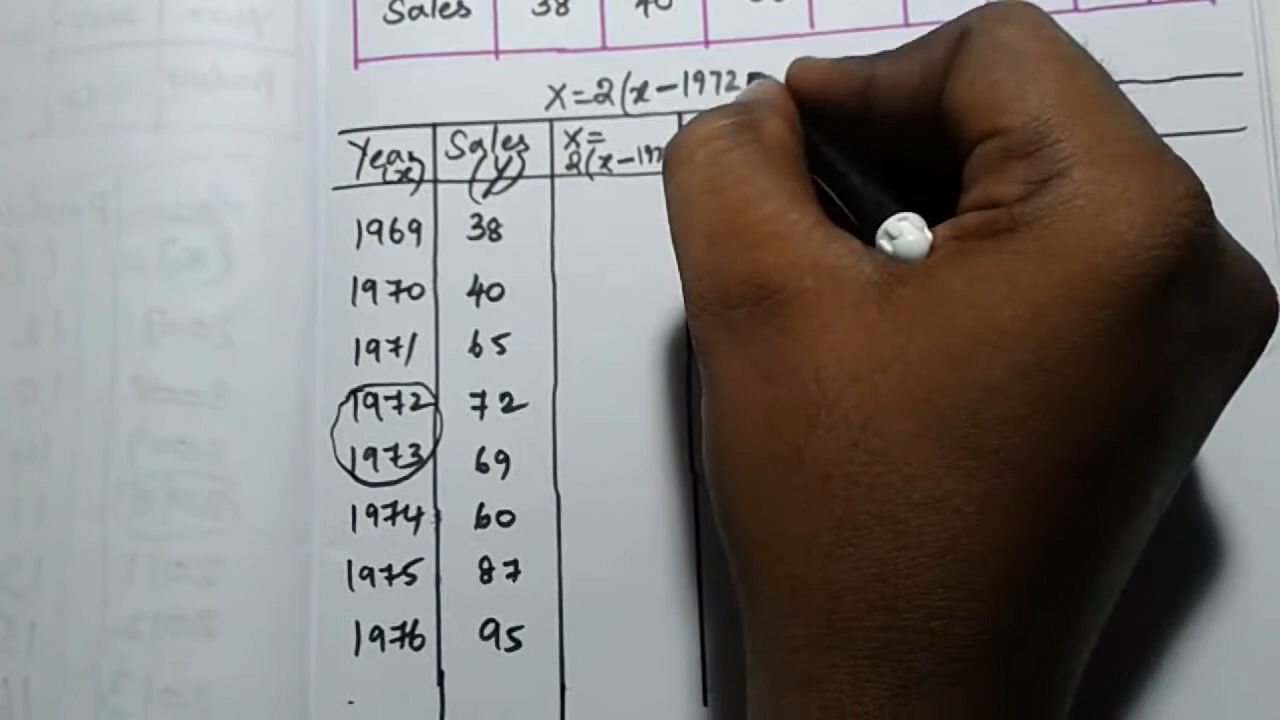 Sales 38 40
X=2(x-1972
Year (x) Sales (y) X= 2(x-197
1969 38
1970 40
1971 65
1972 72
1973 69
1974 60
1975 87
1976 95